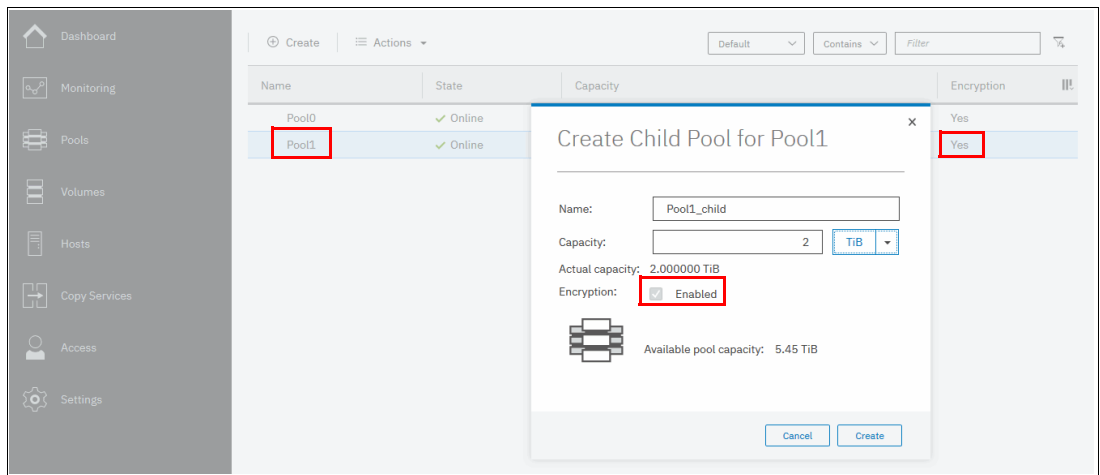 Dashboard
Monitoring
Pools
Volumes
Hosts
Copy Services
Access
Settings
Create Actions Default Contains Filter
Name State Capacity Encryption
Pool0 Online Yes
Pool1 Online Yes
Create Child Pool for Pool1
Name: Pool1_child
Capacity: 2 TiB
Actual capacity: 2.000000 TiB
Encryption: Enabled
Available pool capacity: 5.45 TiB
Cancel Create